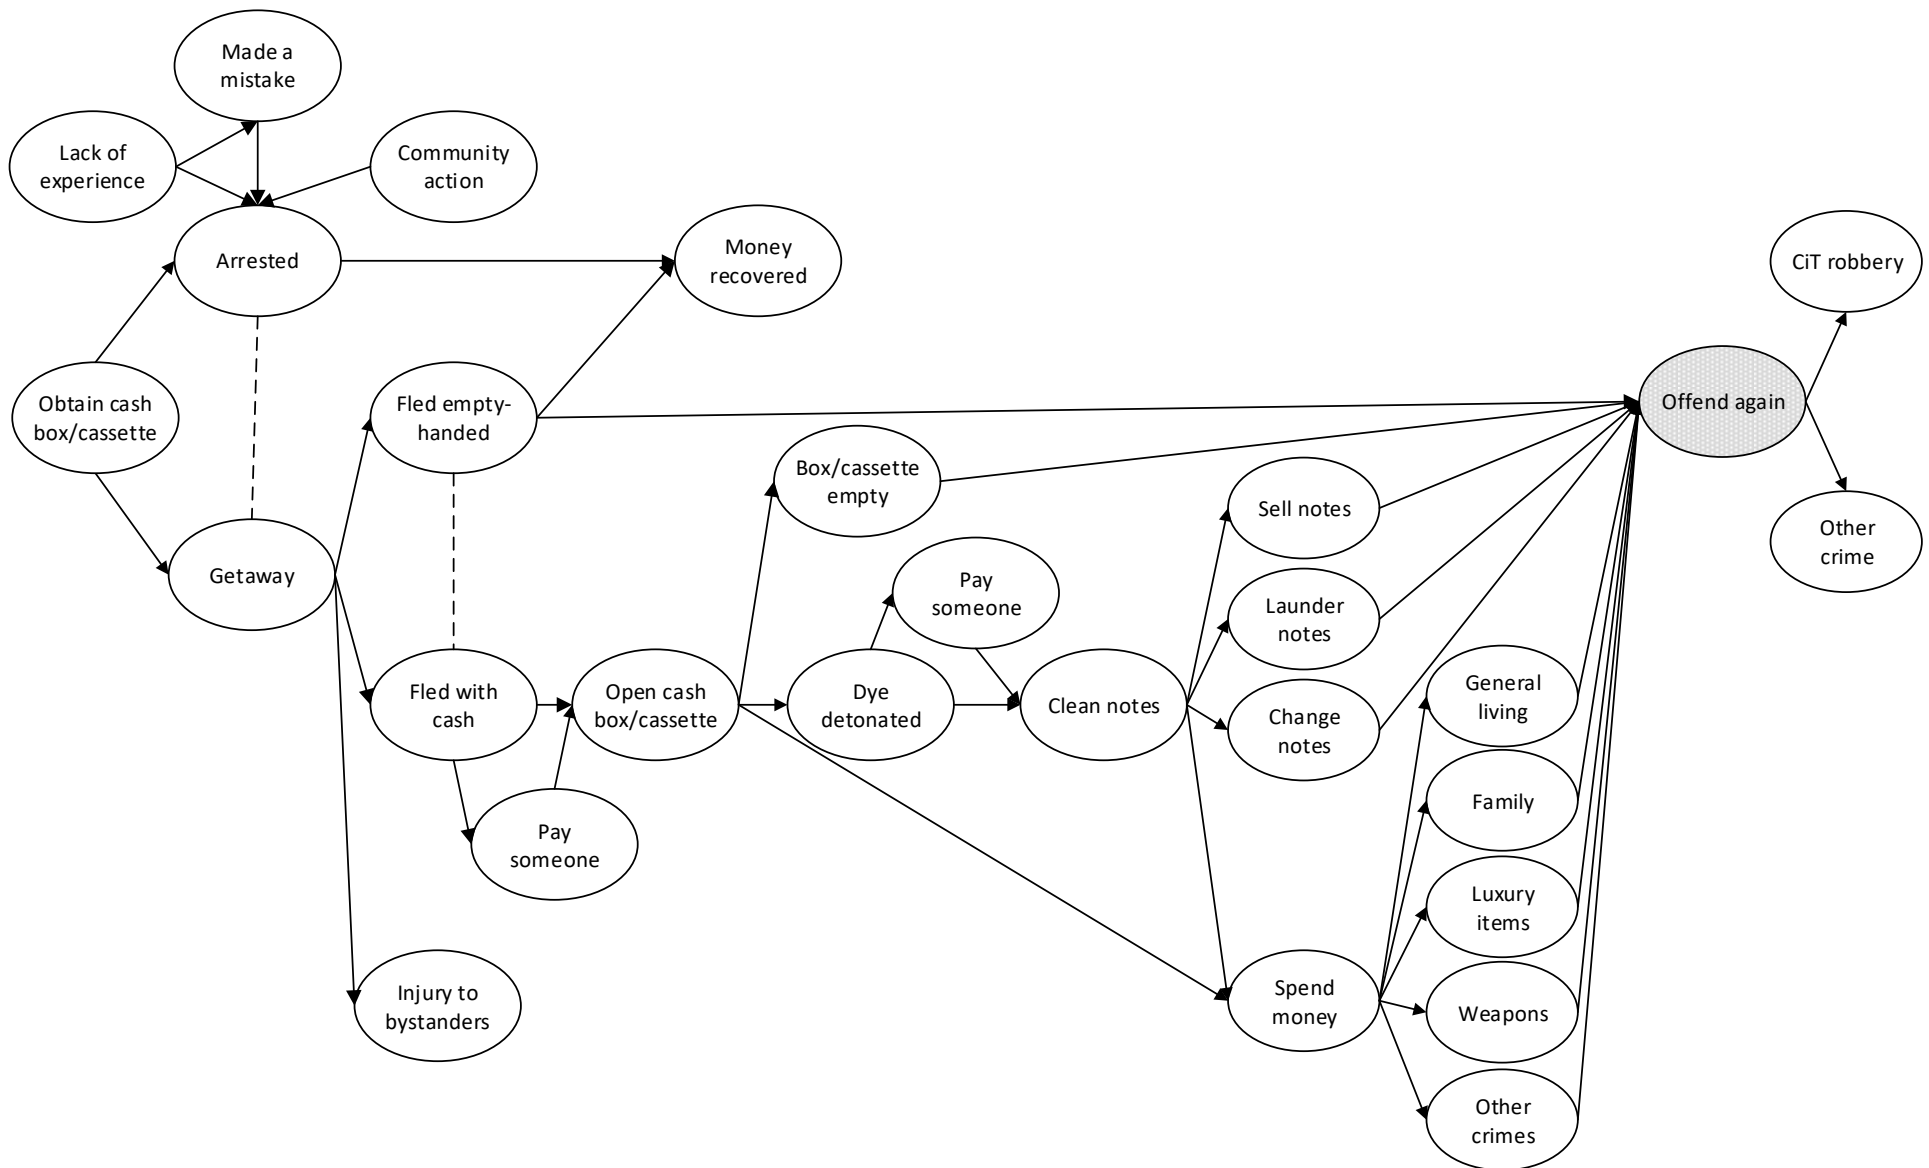 Made a
mistake
Lack of
experience
Community
action
Arrested
Money
recovered
CiT robbery
Obtain cash
box/cassette
Fled empty-
handed
Offend again
Box/cassette
empty
Sell notes
Other
crime
Getaway
Pay
someone
Launder
notes
Fled with
cash
Open cash
box/cassette
Dye
detonated
Clean notes
Change
notes
General
living
Family
Pay
someone
Luxury
items
Injury to
bystanders
Spend
money
Weapons
Other
crimes